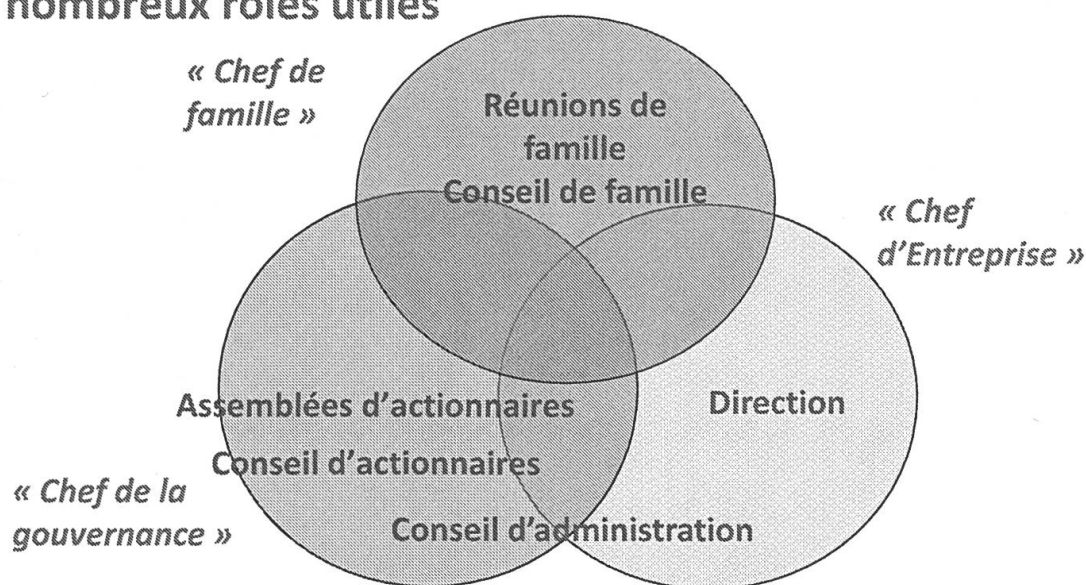 nombreux rôles utiles
« Chef de
famille »
Réunions de
famille
Conseil de famille
« Chef
d’Entreprise »
Assemblées d’actionnaires
Direction
Conseil d’actionnaires
« Chef de la
gouvernance »
Conseil d’administration